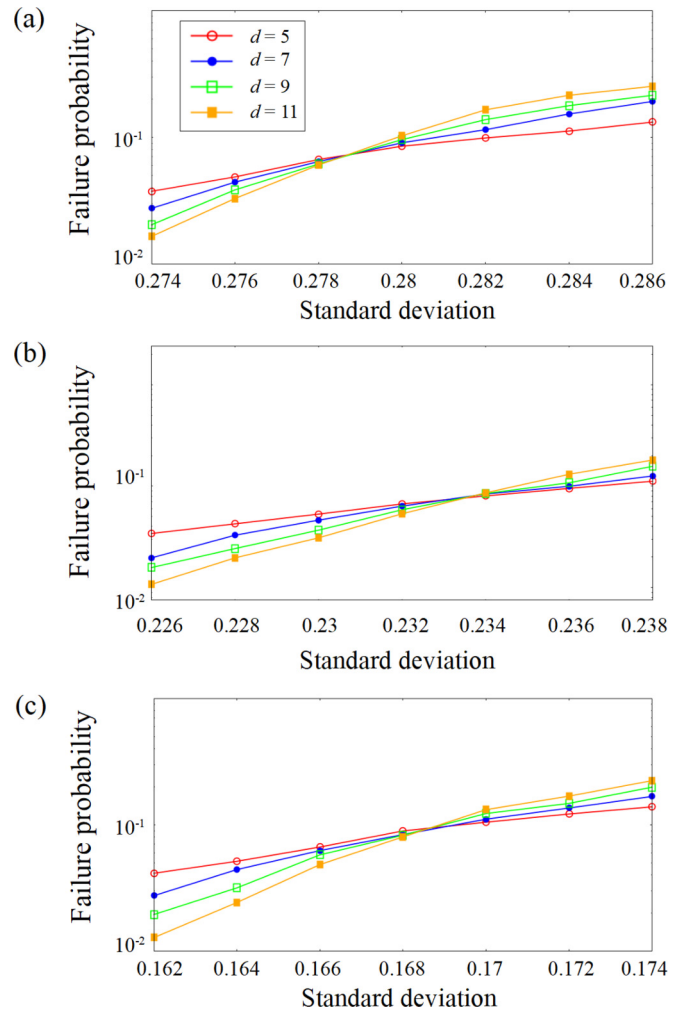 (a)
d = 5
d = 7
d = 9
d = 11
Failure probability
10-1
10-2
0.274 0.276 0.278 0.28 0.282 0.284 0.286
Standard deviation
(b)
Failure probability
10-1
10-2
0.226 0.228 0.23 0.232 0.234 0.236 0.238
Standard deviation
(c)
Failure probability
10-1
10-2
0.162 0.164 0.166 0.168 0.17 0.172 0.174
Standard deviation